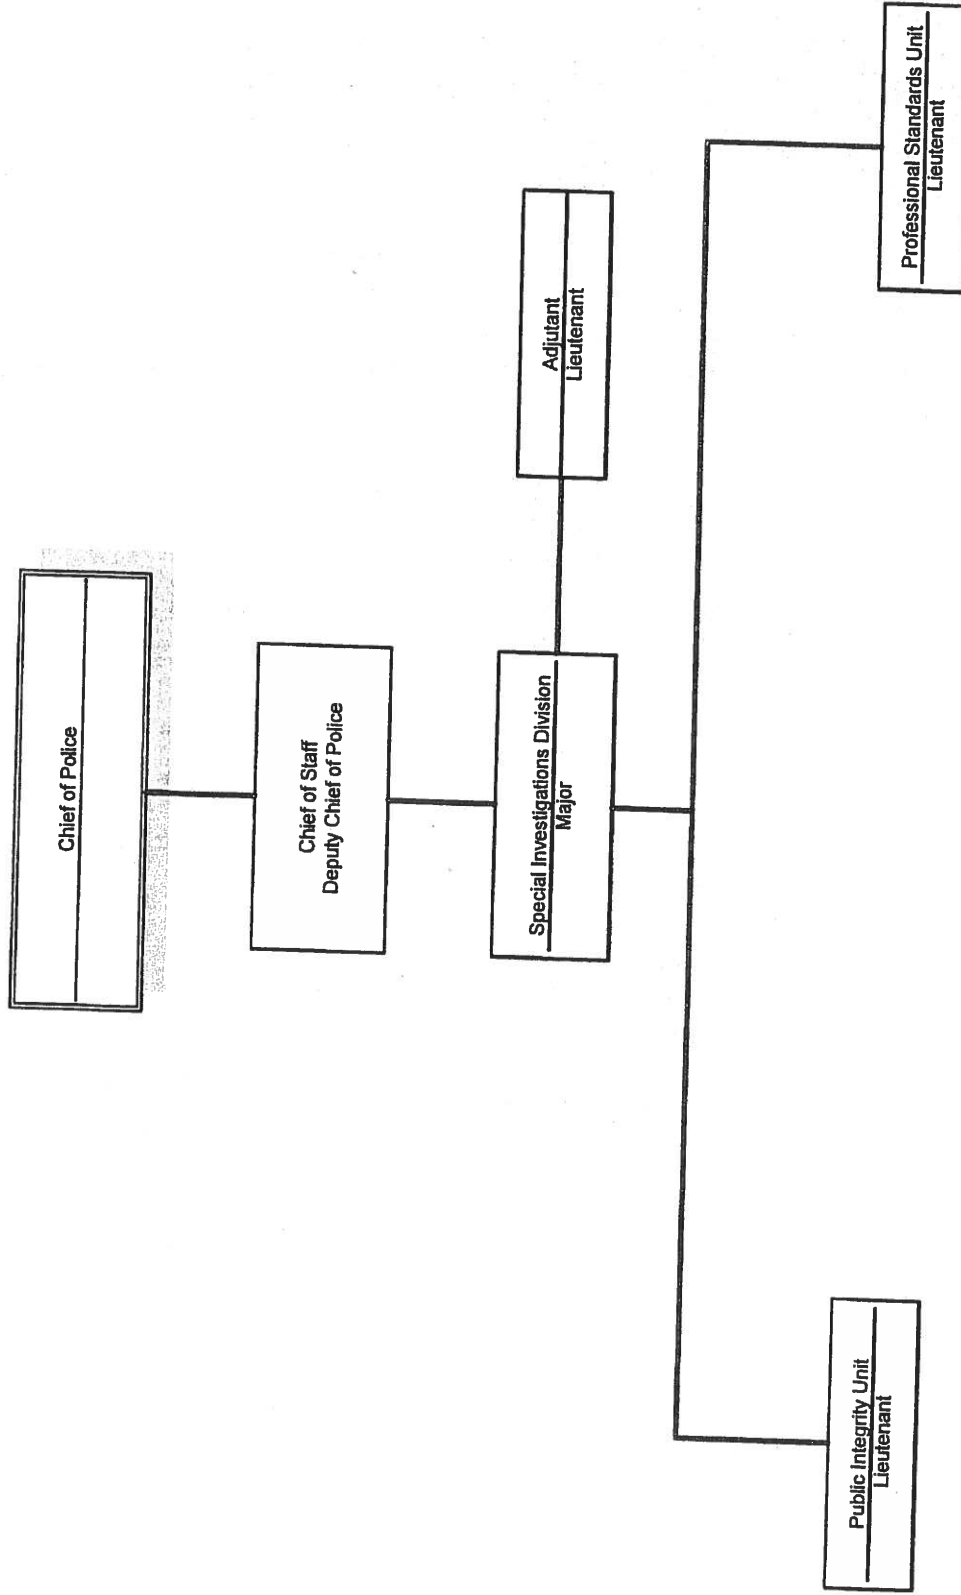 Chief of Police
Chief of Staff
Deputy Chief of Police
Special Investigations Division
Major
Adjutant
Lieutenant
Public Integrity Unit
Lieutenant
Professional Standards Unit
Lieutenant